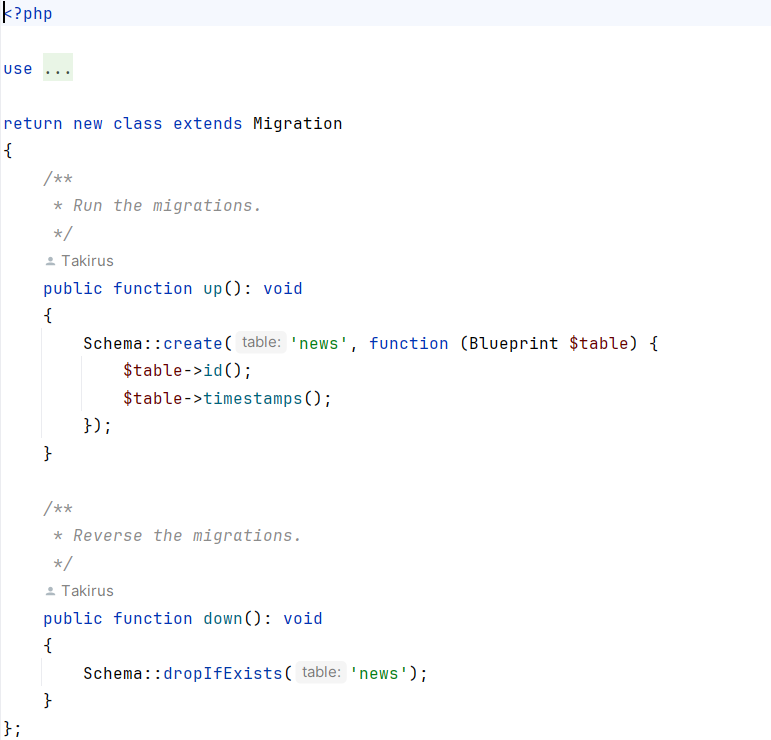 <?php
use ...
return new class extends Migration
{
/**
* Run the migrations.
*/
Takirus
public function up(): void
{
Schema::create( table: 'news', function (Blueprint $table) {
$table->id();
$table->timestamps();
});
}
/**
* Reverse the migrations.
*/
Takirus
public function down(): void
{
Schema::dropIfExists( table: 'news');
}
};